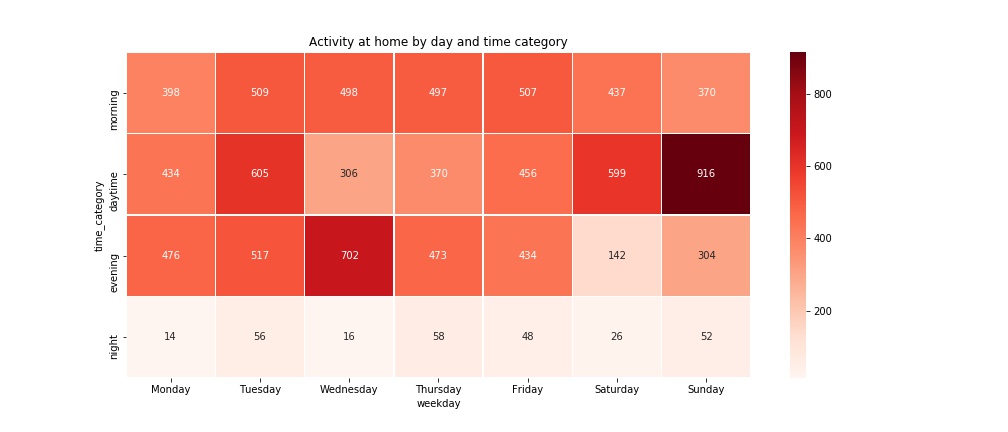 Activity at home by day and time category
time_category
morning 398 509 498 497 507 437 370
daytime 434 605 306 370 456 599 916
evening 476 517 702 473 434 142 304
night 14 56 16 58 48 26 52
Monday Tuesday Wednesday Thursday Friday Saturday Sunday
weekday
800
600
400
200